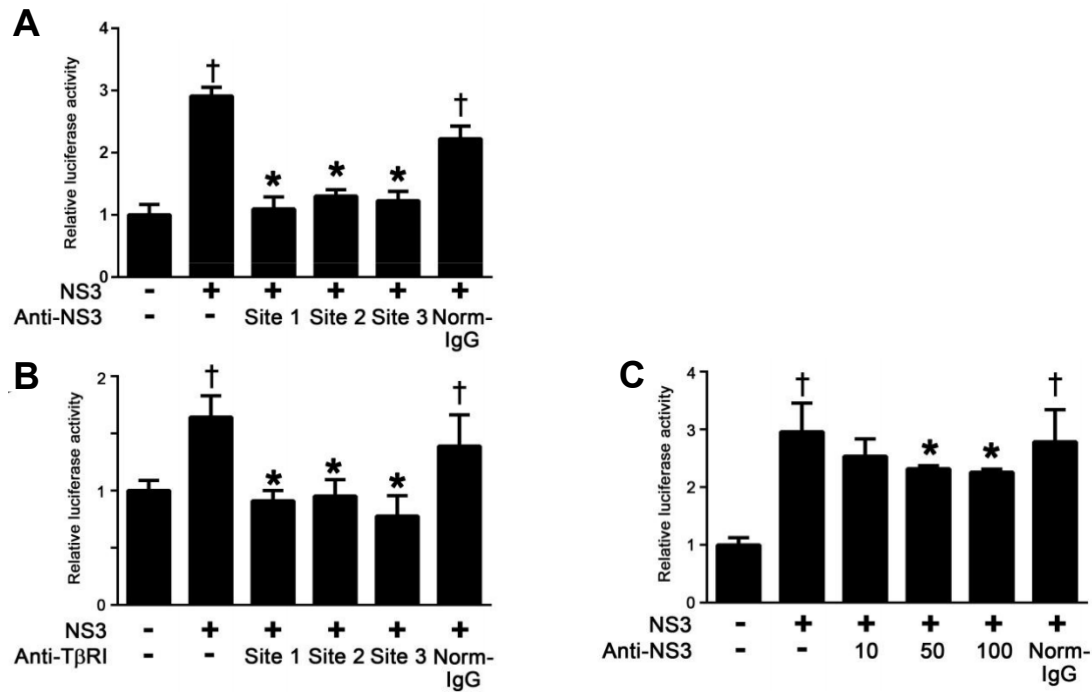 A
Relative luciferase activity
4
3
2
1
0
†
*
*
*
†
NS3 - + + + + +
Anti-NS3 - - Site 1 Site 2 Site 3 Norm-
IgG
B
Relative luciferase activity
2
1
0
†
*
*
*
†
NS3 - + + + + +
Anti-TβRI - - Site 1 Site 2 Site 3 Norm-
IgG
C
Relative luciferase activity
4
3
2
1
0
†
*
*
†
NS3 - + + + + +
Anti-NS3 - - 10 50 100 Norm-
IgG